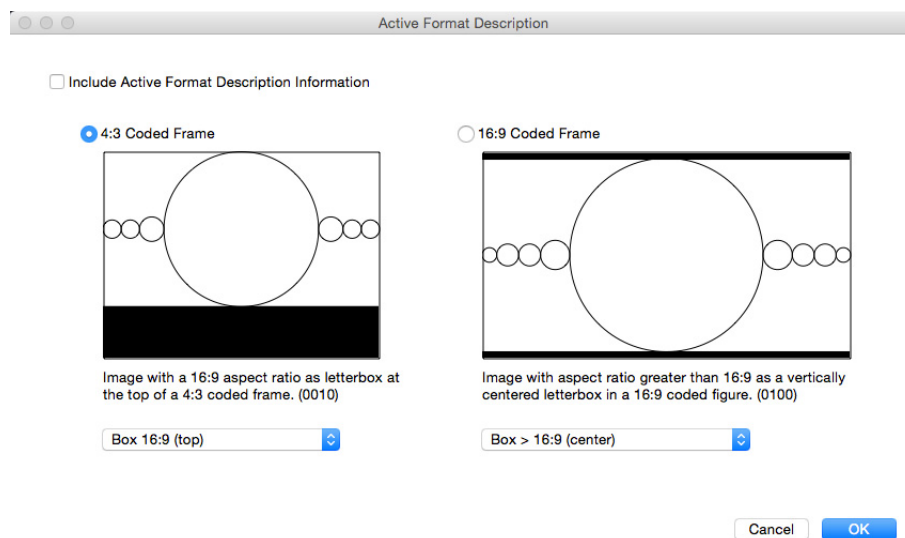 Active Format Description
Include Active Format Description Information
4:3 Coded Frame
16:9 Coded Frame
Image with a 16:9 aspect ratio as letterbox at
the top of a 4:3 coded frame. (0010)
Image with aspect ratio greater than 16:9 as a vertically
centered letterbox in a 16:9 coded figure. (0100)
Box 16:9 (top)
Box > 16:9 (center)
Cancel
OK